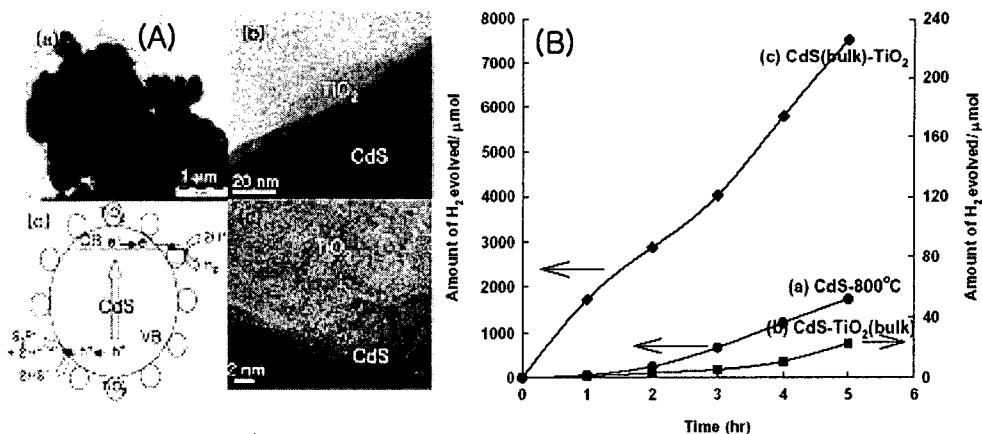 (a)
(A)
1 μm
(b)
TiO₂
CdS
20 nm
(c)
TiO₂
CB e⁻
CdS
VB
TiO₂
CdS
2 nm
(B)
Amount of H₂ evolved/ μmol
8000
7000
6000
5000
4000
3000
2000
1000
0
240
200
160
120
80
40
0
Amount of H₂ evolved/ μmol
(c) CdS(bulk)-TiO₂
(a) CdS-800°C
(b) CdS-TiO₂(bulk)
0 1 2 3 4 5 6
Time (hr)